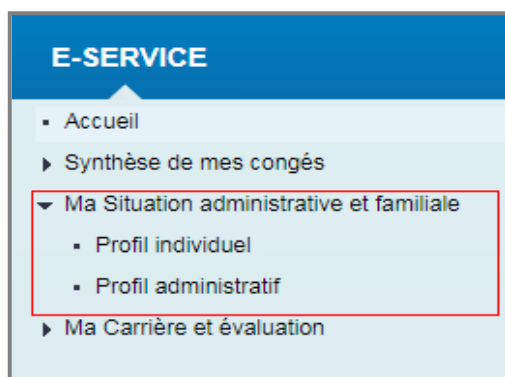 E-SERVICE
Accueil
Synthèse de mes congés
Ma Situation administrative et familiale
Profil individuel
Profil administratif
Ma Carrière et évaluation